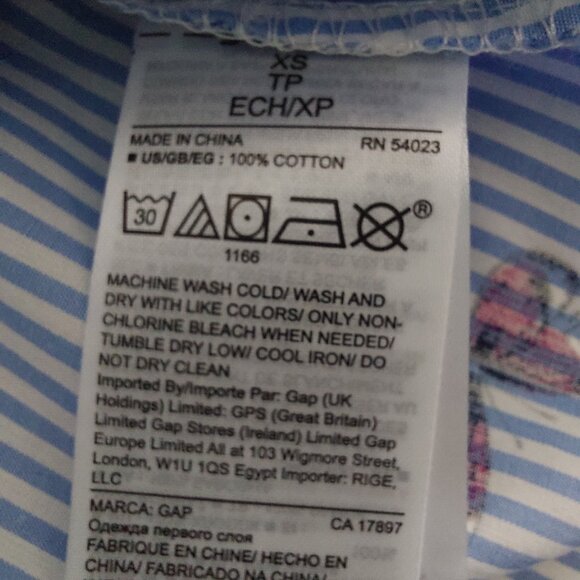 XS
TP
ECH/XP
MADE IN CHINA RN 54023
■ US/GB/EG : 100% COTTON
30 ®
1166
MACHINE WASH COLD/ WASH AND
DRY WITH LIKE COLORS/ ONLY NON-
CHLORINE BLEACH WHEN NEEDED/
TUMBLE DRY LOW/ COOL IRON/ DO
NOT DRY CLEAN
Imported By/Importe Par: Gap (UK
Holdings) Limited: GPS (Great Britain)
Limited Gap Stores (Ireland) Limited Gap
Europe Limited All at 103 Wigmore Street,
London, W1U 1QS Egypt Importer: RIGE,
LLC
MARCA: GAP CA 17897
Одежда первого слоя
FABRIQUE EN CHINE/ HECHO EN
CHINA/ FABRICADO NA CHINA/